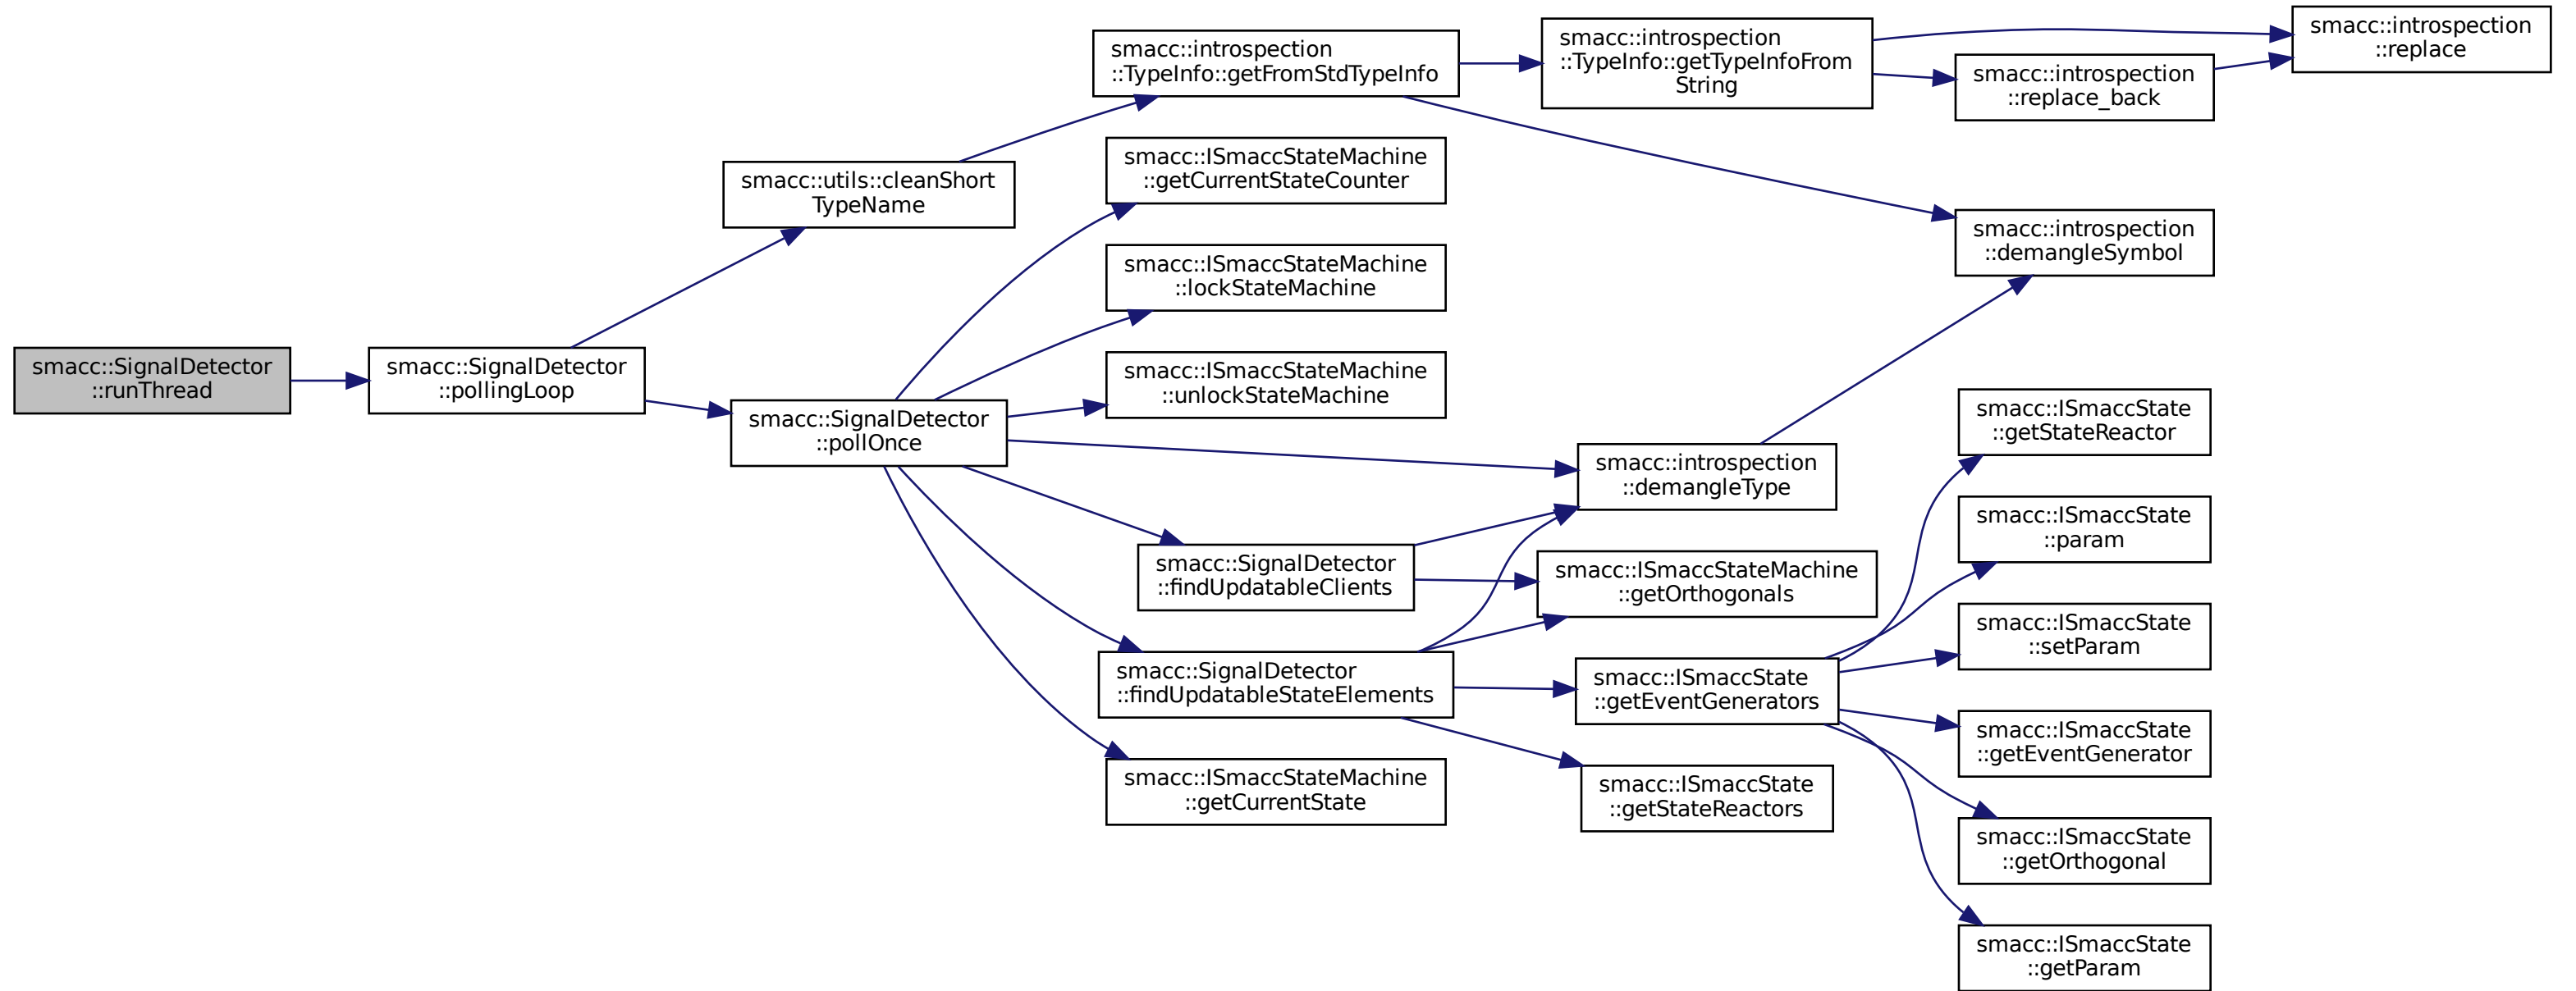 smacc::SignalDetector
::runThread
smacc::SignalDetector
::pollingLoop
smacc::utils::cleanShort
TypeName
smacc::SignalDetector
::pollOnce
smacc::introspection
::TypeInfo::getFromStdTypeInfo
smacc::ISmaccStateMachine
::getCurrentStateCounter
smacc::ISmaccStateMachine
::lockStateMachine
smacc::ISmaccStateMachine
::unlockStateMachine
smacc::SignalDetector
::findUpdatableClients
smacc::SignalDetector
::findUpdatableStateElements
smacc::ISmaccStateMachine
::getCurrentState
smacc::introspection
::TypeInfo::getTypeInfoFrom
String
smacc::introspection
::demangleType
smacc::ISmaccStateMachine
::getOrthogonals
smacc::ISmaccState
::getEventGenerators
smacc::ISmaccState
::getStateReactors
smacc::introspection
::replace_back
smacc::introspection
::demangleSymbol
smacc::ISmaccState
::getStateReactor
smacc::ISmaccState
::param
smacc::ISmaccState
::setParam
smacc::ISmaccState
::getEventGenerator
smacc::ISmaccState
::getOrthogonal
smacc::ISmaccState
::getParam
smacc::introspection
::replace